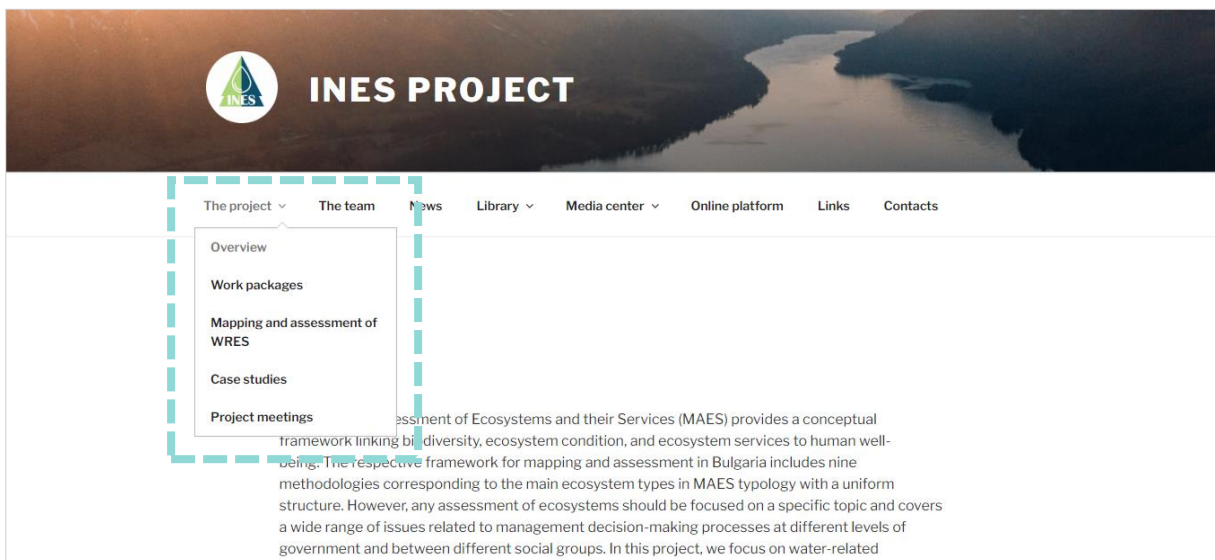 INES
INES PROJECT
The project The team News Library Media center Online platform Links Contacts
Overview
Work packages
Mapping and assessment of
WRES
Case studies
Project meetings
essment of Ecosystems and their Services (MAES) provides a conceptual
framework linking biodiversity, ecosystem condition, and ecosystem services to human well-
being. The respective framework for mapping and assessment in Bulgaria includes nine
methodologies corresponding to the main ecosystem types in MAES typology with a uniform
structure. However, any assessment of ecosystems should be focused on a specific topic and covers
a wide range of issues related to management decision-making processes at different levels of
government and between different social groups. In this project, we focus on water-related